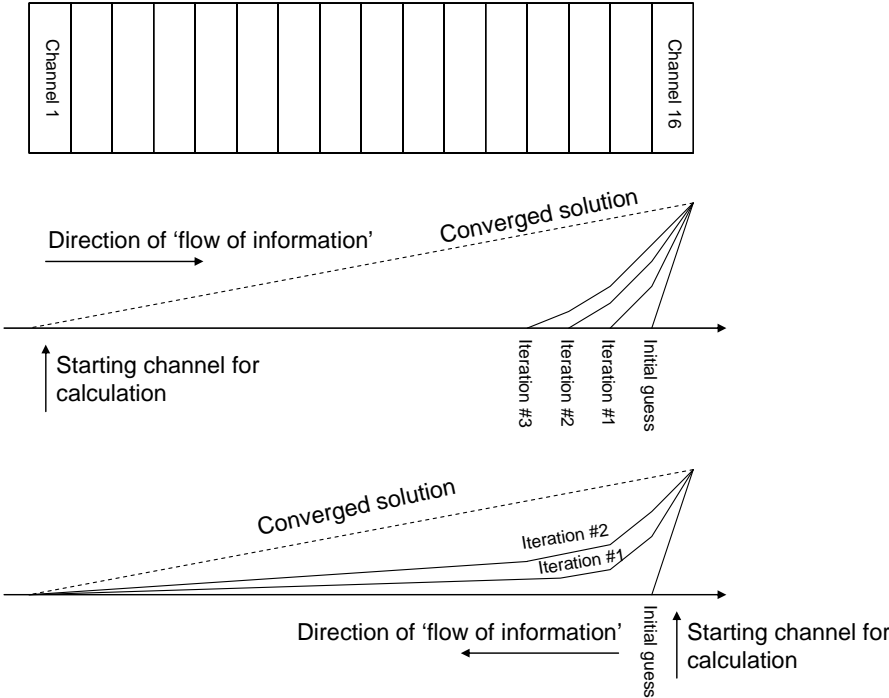 Channel 1
Channel 16
Converged solution
Direction of ‘flow of information’
Starting channel for
calculation
Iteration #3
Iteration #2
Iteration #1
Initial guess
Converged solution
Iteration #2
Iteration #1
Direction of ‘flow of information’
Initial guess
Starting channel for
calculation